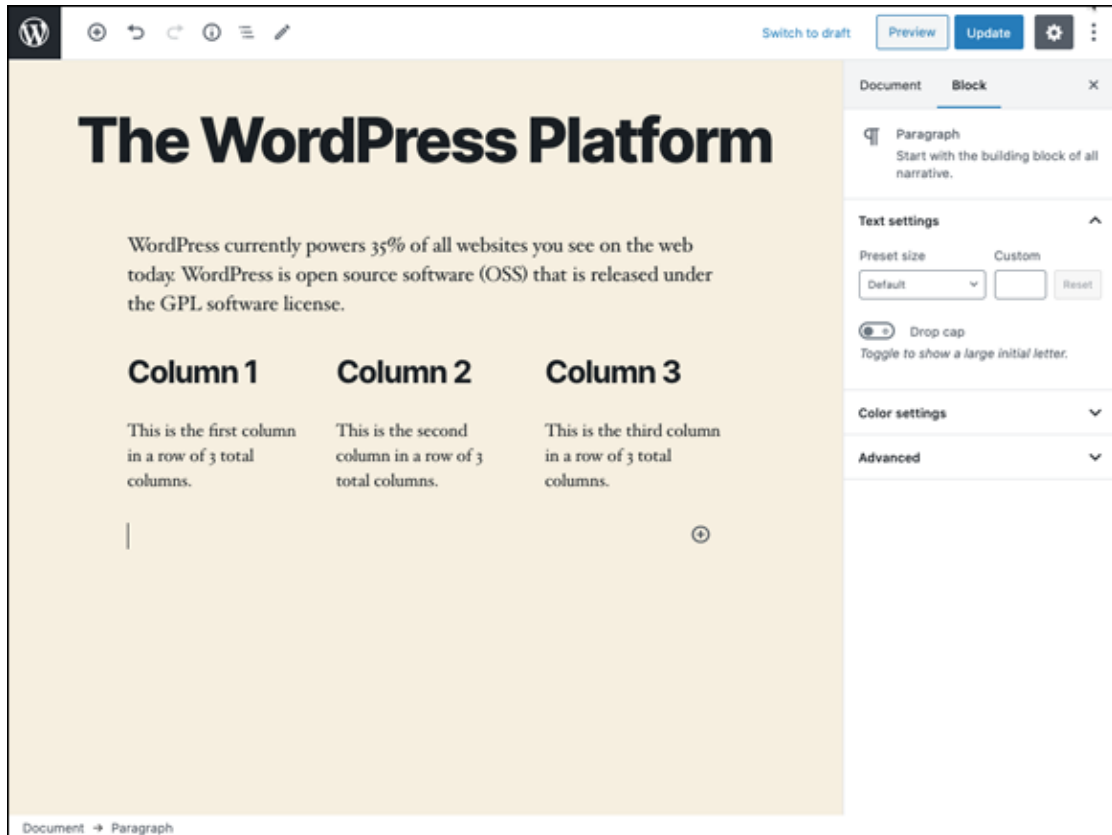 Switch to draft Preview Update
Document Block
The WordPress Platform
Paragraph
Start with the building block of all
narrative.
WordPress currently powers 35% of all websites you see on the web
today. WordPress is open source software (OSS) that is released under
the GPL software license.
Text settings
Preset size Custom
Default Reset
Drop cap
Toggle to show a large initial letter.
Color settings
Advanced
Column 1 Column 2 Column 3
This is the first column
in a row of 3 total
columns.
This is the second
column in a row of 3
total columns.
This is the third column
in a row of 3 total
columns.
Document → Paragraph